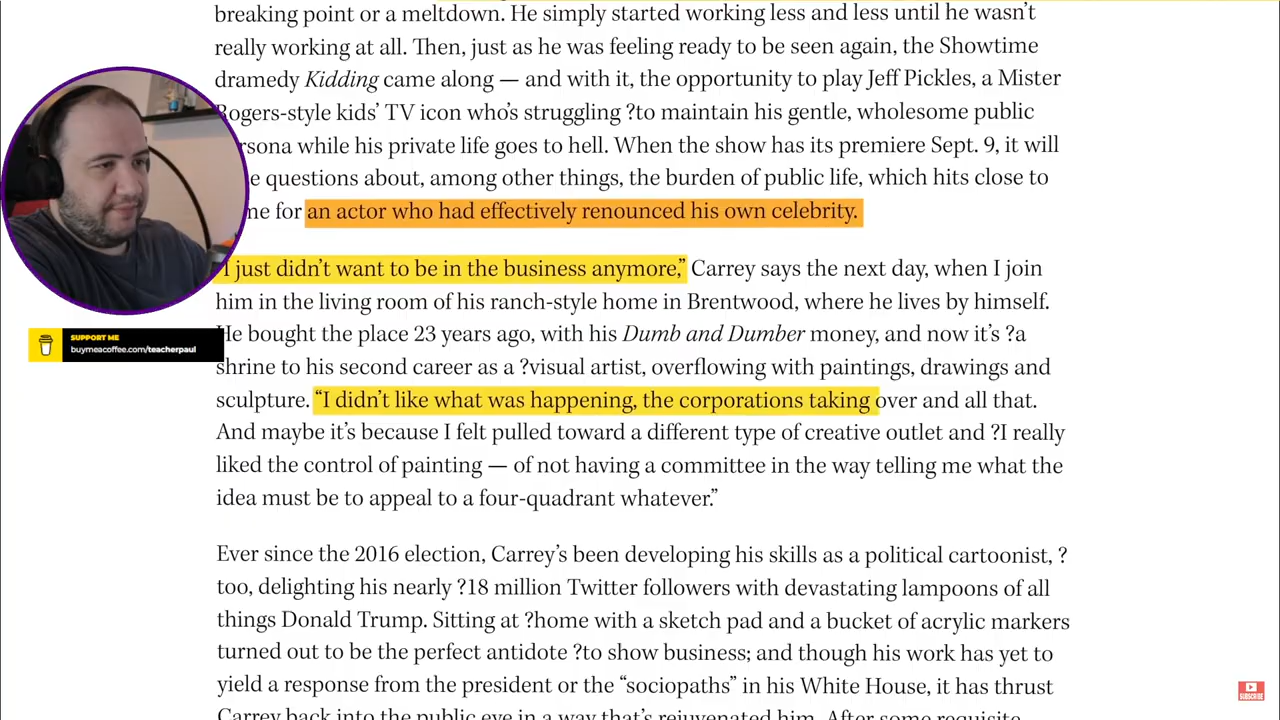 breaking point or a meltdown. He simply started working less and less until he wasn't
really working at all. Then, just as he was feeling ready to be seen again, the Showtime
dramedy Kidding came along — and with it, the opportunity to play Jeff Pickles, a Mister
Rogers-style kids' TV icon who's struggling ?to maintain his gentle, wholesome public
rsona while his private life goes to hell. When the show has its premiere Sept. 9, it will
e questions about, among other things, the burden of public life, which hits close to
me for an actor who had effectively renounced his own celebrity.
"I just didn't want to be in the business anymore," Carrey says the next day, when I join
him in the living room of his ranch-style home in Brentwood, where he lives by himself.
SUPPORT ME
buymeacoffee.com/teacherpaul
He bought the place 23 years ago, with his Dumb and Dumber money, and now it's ?a
shrine to his second career as a ?visual artist, overflowing with paintings, drawings and
sculpture. "I didn't like what was happening, the corporations taking over and all that.
And maybe it's because I felt pulled toward a different type of creative outlet and ?I really
liked the control of painting — of not having a committee in the way telling me what the
idea must be to appeal to a four-quadrant whatever."
Ever since the 2016 election, Carrey's been developing his skills as a political cartoonist, ?
too, delighting his nearly ?18 million Twitter followers with devastating lampoons of all
things Donald Trump. Sitting at ?home with a sketch pad and a bucket of acrylic markers
turned out to be the perfect antidote ?to show business; and though his work has yet to
yield a response from the president or the "sociopaths" in his White House, it has thrust
Carrey back into the public eye in a way that's rejuvenated him. After some requisite
SUBSCRIBE